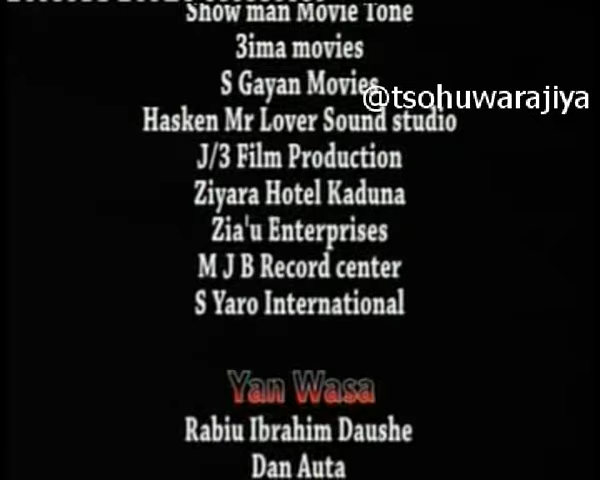 Show man Movie Tone
3ima movies
S Gayan Movies
@tsohuwarajiya
Hasken Mr Lover Sound studio
J/3 Film Production
Ziyara Hotel Kaduna
Zia'u Enterprises
M J B Record center
S Yaro International
Yan Wasa
Rabiu Ibrahim Daushe
Dan Auta